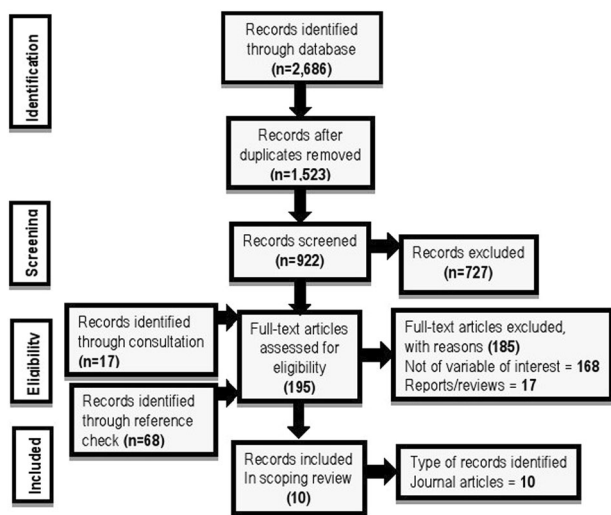 Identification
Records identified
through database
(n=2,686)
Records after
duplicates removed
(n=1,523)
Screening
Records screened
(n=922)
Records excluded
(n=727)
Eligibility
Records identified
through consultation
(n=17)
Full-text articles
assessed for
eligibility
(195)
Full-text articles excluded,
with reasons (185)
Not of variable of interest = 168
Reports/reviews = 17
Records identified
through reference
check (n=68)
Included
Records included
In scoping review
(10)
Type of records identified
Journal articles = 10